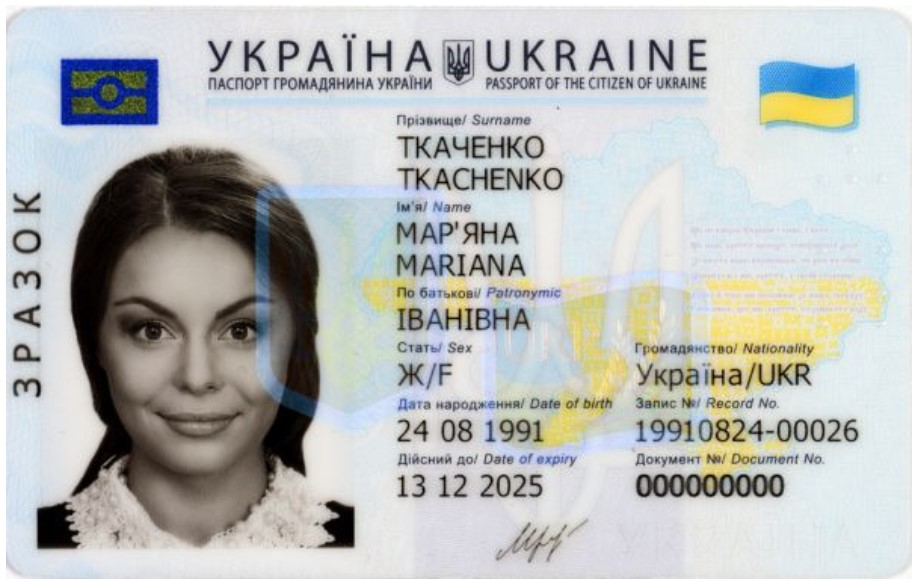 УКРАЇНА UKRAINE
ПАСПОРТ ГРОМАДЯНИНА УКРАЇНИ PASSPORT OF THE CITIZEN OF UKRAINE
ЗРАЗОК
Прізвище/ Surname
ТКАЧЕНКО
TKACHENKO
Ім'я/ Name
МАР'ЯНА
MARIANA
По батькові/ Patronymic
ІВАНІВНА
Стать/ Sex Громадянство/ Nationality
Ж/F Україна/UKR
Дата народження/ Date of birth Запис №/ Record No.
24 08 1991 19910824-00026
Дійсний до/ Date of expiry Документ №/ Document No.
13 12 2025 000000000